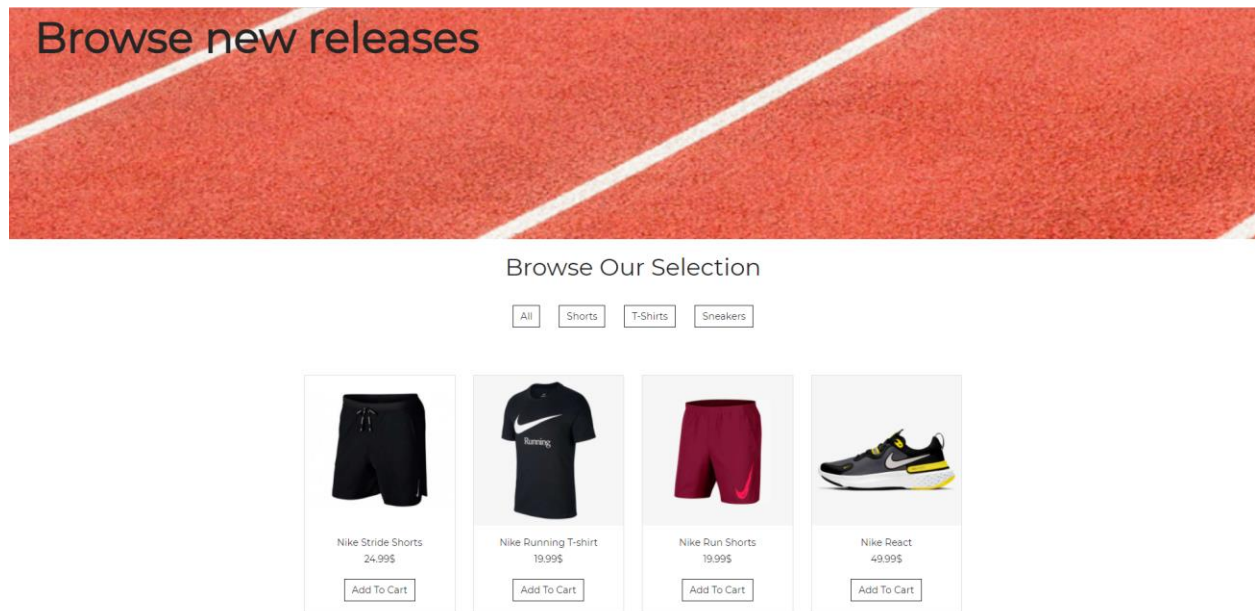 Browse new releases
Browse Our Selection
All Shorts T-Shirts Sneakers
Running
Nike Stride Shorts Nike Running T-shirt Nike Run Shorts Nike React
24.99$ 19.99$ 19.99$ 49.99$
Add To Cart Add To Cart Add To Cart Add To Cart